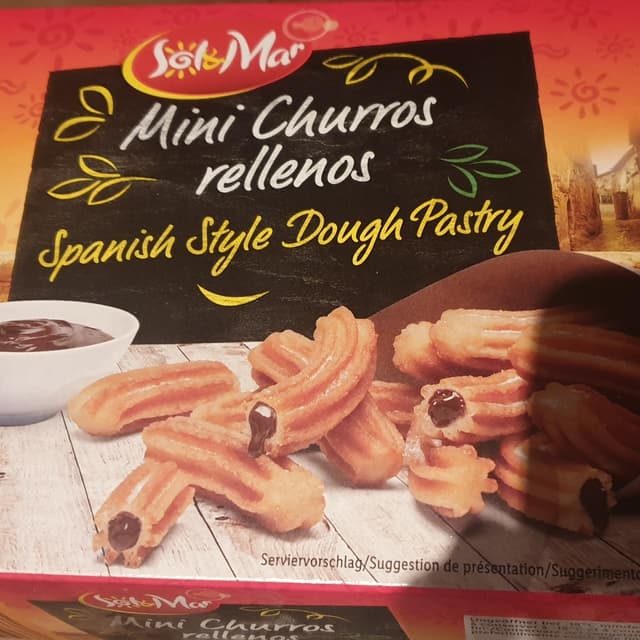 Sol&Mar
Mini Churros
rellenos
Spanish Style Dough Pastry
Serviervorschlag/Suggestion de présentation/Suggerimento
Sol&Mar
Mini Churros
rellenos